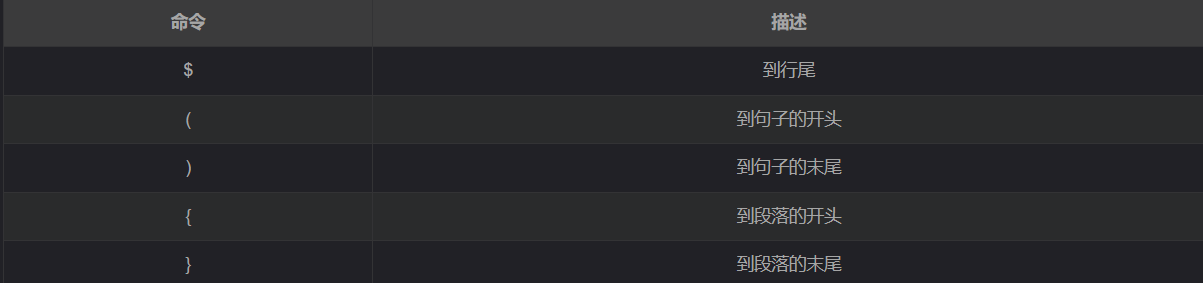 命令 描述
$ 到行尾
( 到句子的开头
) 到句子的末尾
{ 到段落的开头
} 到段落的末尾